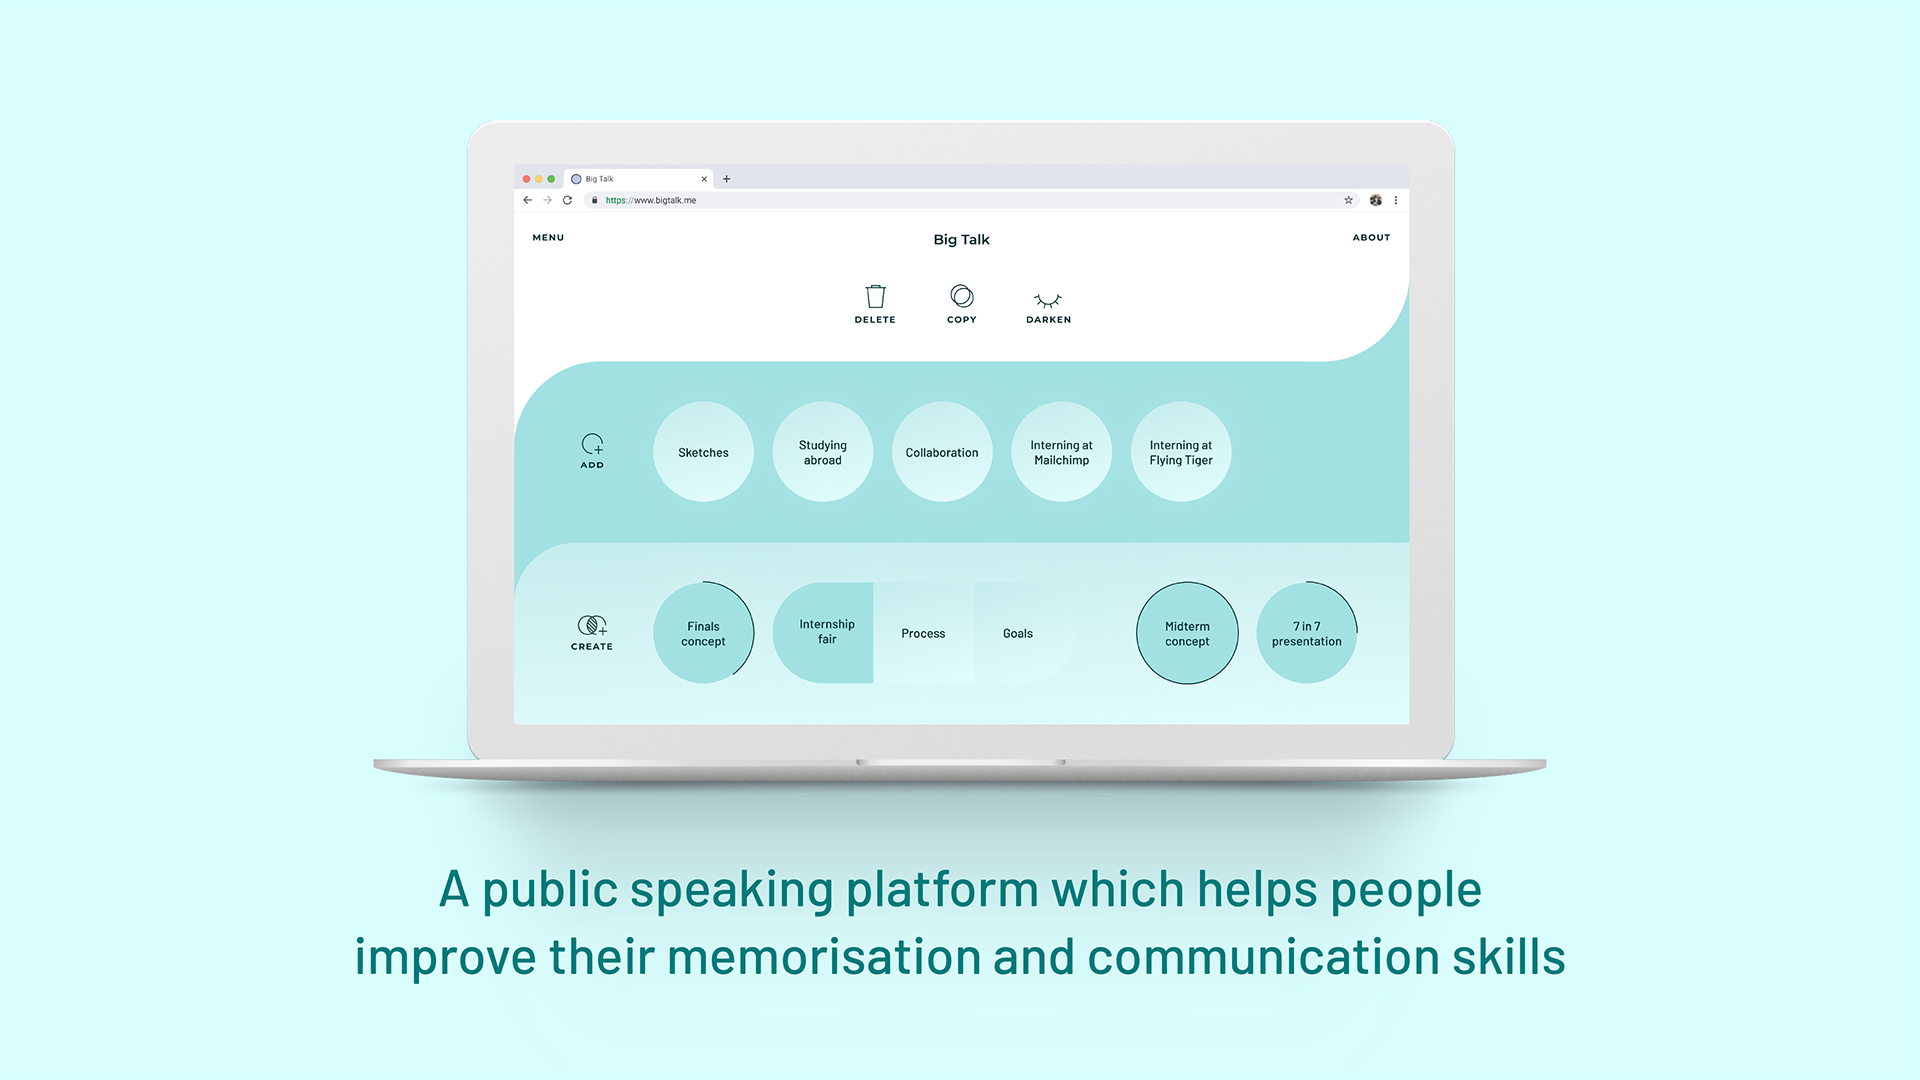 Big Talk
https://www.bigtalk.me
MENU
Big Talk
ABOUT
DELETE
COPY
DARKEN
ADD
Sketches
Studying
abroad
Collaboration
Interning at
Mailchimp
Interning at
Flying Tiger
CREATE
Finals
concept
Internship
fair
Process
Goals
Midterm
concept
7 in 7
presentation
A public speaking platform which helps people
improve their memorisation and communication skills